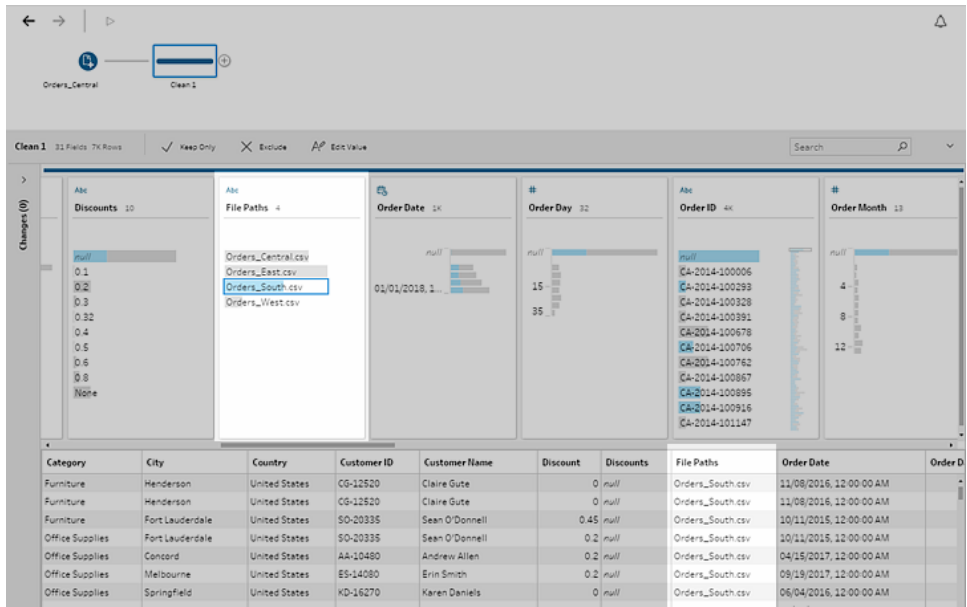 Orders_Central
Clean 1
Clean 1 31 Fields 7K Rows Keep Only Exclude Edit Value Search
Changes (0)
Abc
Discounts 10
null
0.1
0.2
0.3
0.32
0.4
0.5
0.6
0.8
None
Abc
File Paths 4
Orders_Central.csv
Orders_East.csv
Orders_South.csv
Orders_West.csv
Order Date 1K
null
01/01/2018, 1...
#
Order Day 32
null
15
35
Abc
Order ID 4K
null
CA-2014-100006
CA-2014-100293
CA-2014-100328
CA-2014-100391
CA-2014-100678
CA-2014-100706
CA-2014-100762
CA-2014-100867
CA-2014-100895
CA-2014-100916
CA-2014-101147
#
Order Month 13
null
4
8
12
Category City Country Customer ID Customer Name Discount Discounts File Paths Order Date Order D
Furniture Henderson United States CG-12520 Claire Gute 0 null Orders_South.csv 11/08/2016, 12:00:00 AM
Furniture Henderson United States CG-12520 Claire Gute 0 null Orders_South.csv 11/08/2016, 12:00:00 AM
Furniture Fort Lauderdale United States SO-20335 Sean O'Donnell 0.45 null Orders_South.csv 10/11/2015, 12:00:00 AM
Office Supplies Fort Lauderdale United States SO-20335 Sean O'Donnell 0.2 null Orders_South.csv 10/11/2015, 12:00:00 AM
Office Supplies Concord United States AA-10480 Andrew Allen 0.2 null Orders_South.csv 04/15/2017, 12:00:00 AM
Office Supplies Melbourne United States ES-14080 Erin Smith 0.2 null Orders_South.csv 09/19/2017, 12:00:00 AM
Office Supplies Springfield United States KD-16270 Karen Daniels 0 null Orders_South.csv 06/04/2016, 12:00:00 AM